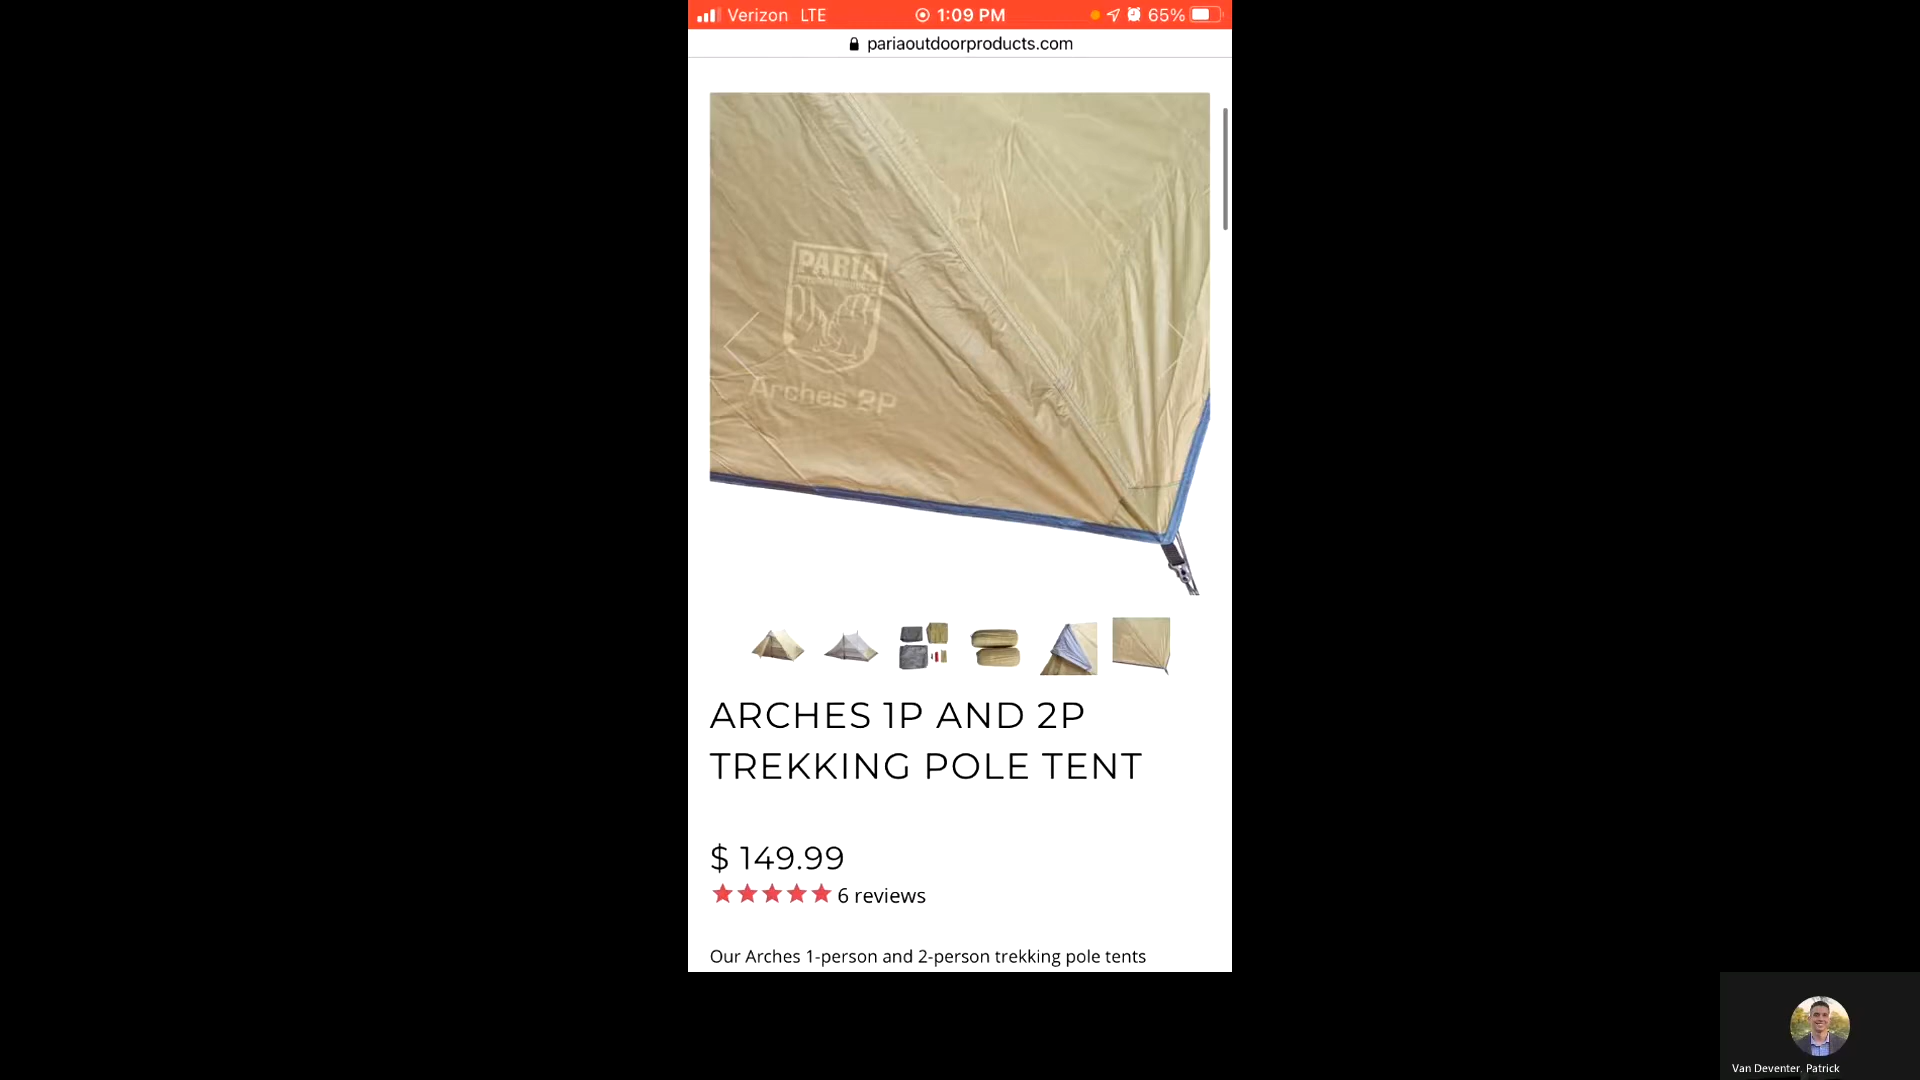 Verizon LTE 1:09 PM 65%
pariaoutdoorproducts.com
PARIA
Arches 2P
ARCHES 1P AND 2P
TREKKING POLE TENT
$ 149.99
6 reviews
Our Arches 1-person and 2-person trekking pole tents
Van Deventer, Patrick